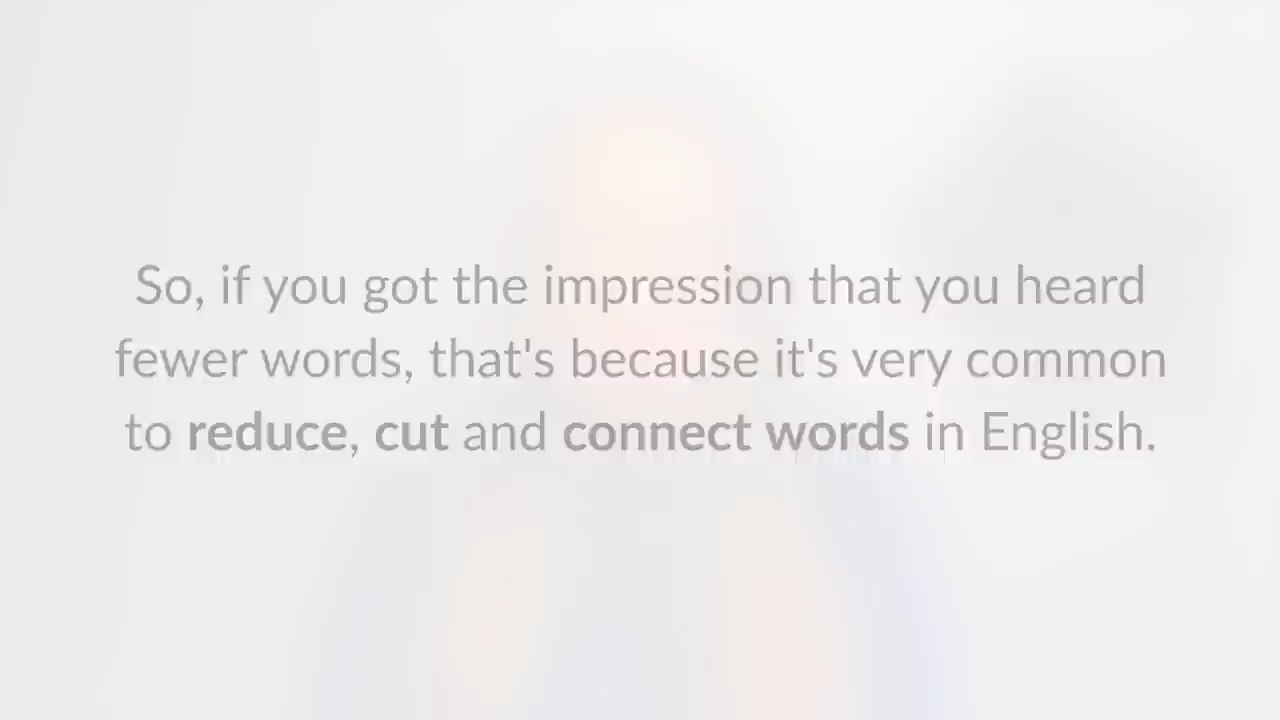 So, if you got the impression that you heard
fewer words, that's because it's very common
to reduce, cut and connect words in English.